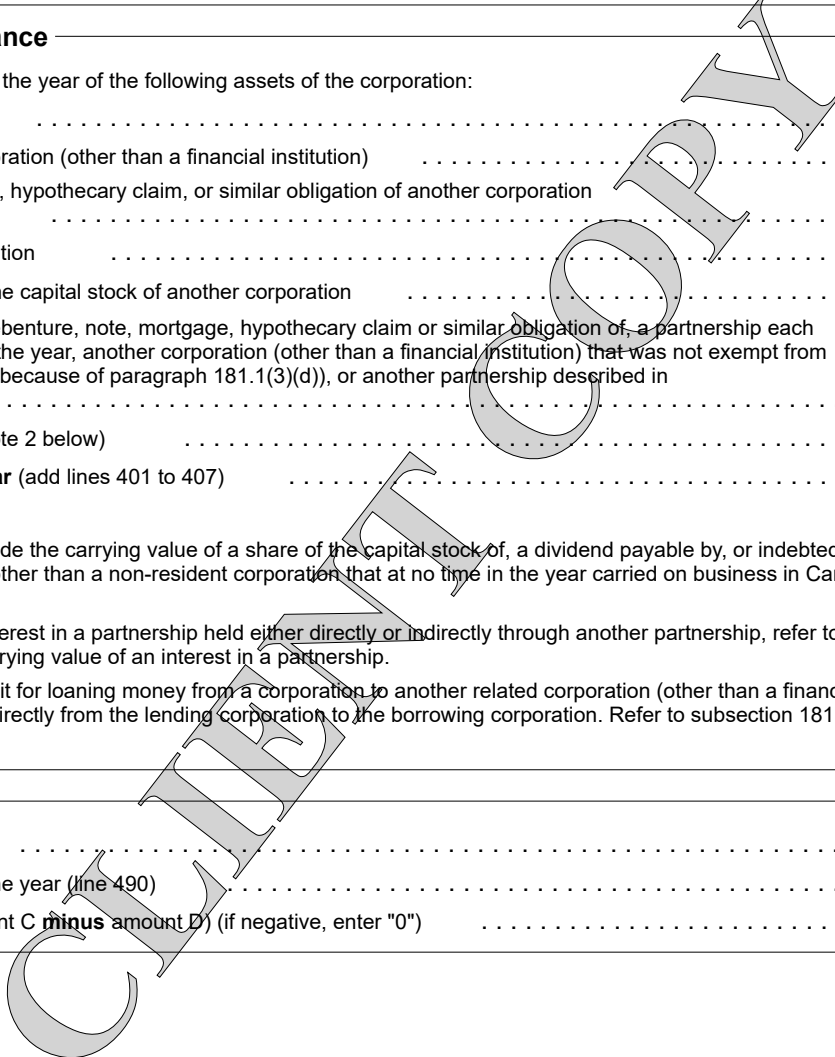 ance
the year of the following assets of the corporation:
ration (other than a financial institution)
, hypothecary claim, or similar obligation of another corporation
tion
e capital stock of another corporation
benture, note, mortgage, hypothecary claim or similar obligation of, a partnership each
the year, another corporation (other than a financial institution) that was not exempt from
because of paragraph 181.1(3)(d)), or another partnership described in
te 2 below)
ar (add lines 401 to 407)
de the carrying value of a share of the capital stock of, a dividend payable by, or indebted
other than a non-resident corporation that at no time in the year carried on business in Can
erest in a partnership held either directly or indirectly through another partnership, refer to
rying value of an interest in a partnership.
it for loaning money from a corporation to another related corporation (other than a financ
irectly from the lending corporation to the borrowing corporation. Refer to subsection 181
e year (line 490)
nt C minus amount D) (if negative, enter "0")
CLIENT COPY